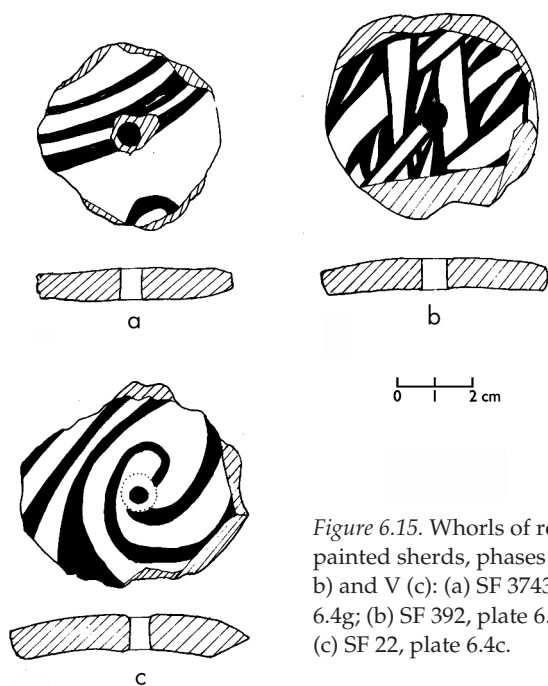 a
b
0 1 2 cm
c
Figure 6.15. Whorls of
painted sherds, phases
b) and V (c): (a) SF 3743
6.4g; (b) SF 392, plate 6.
(c) SF 22, plate 6.4c.